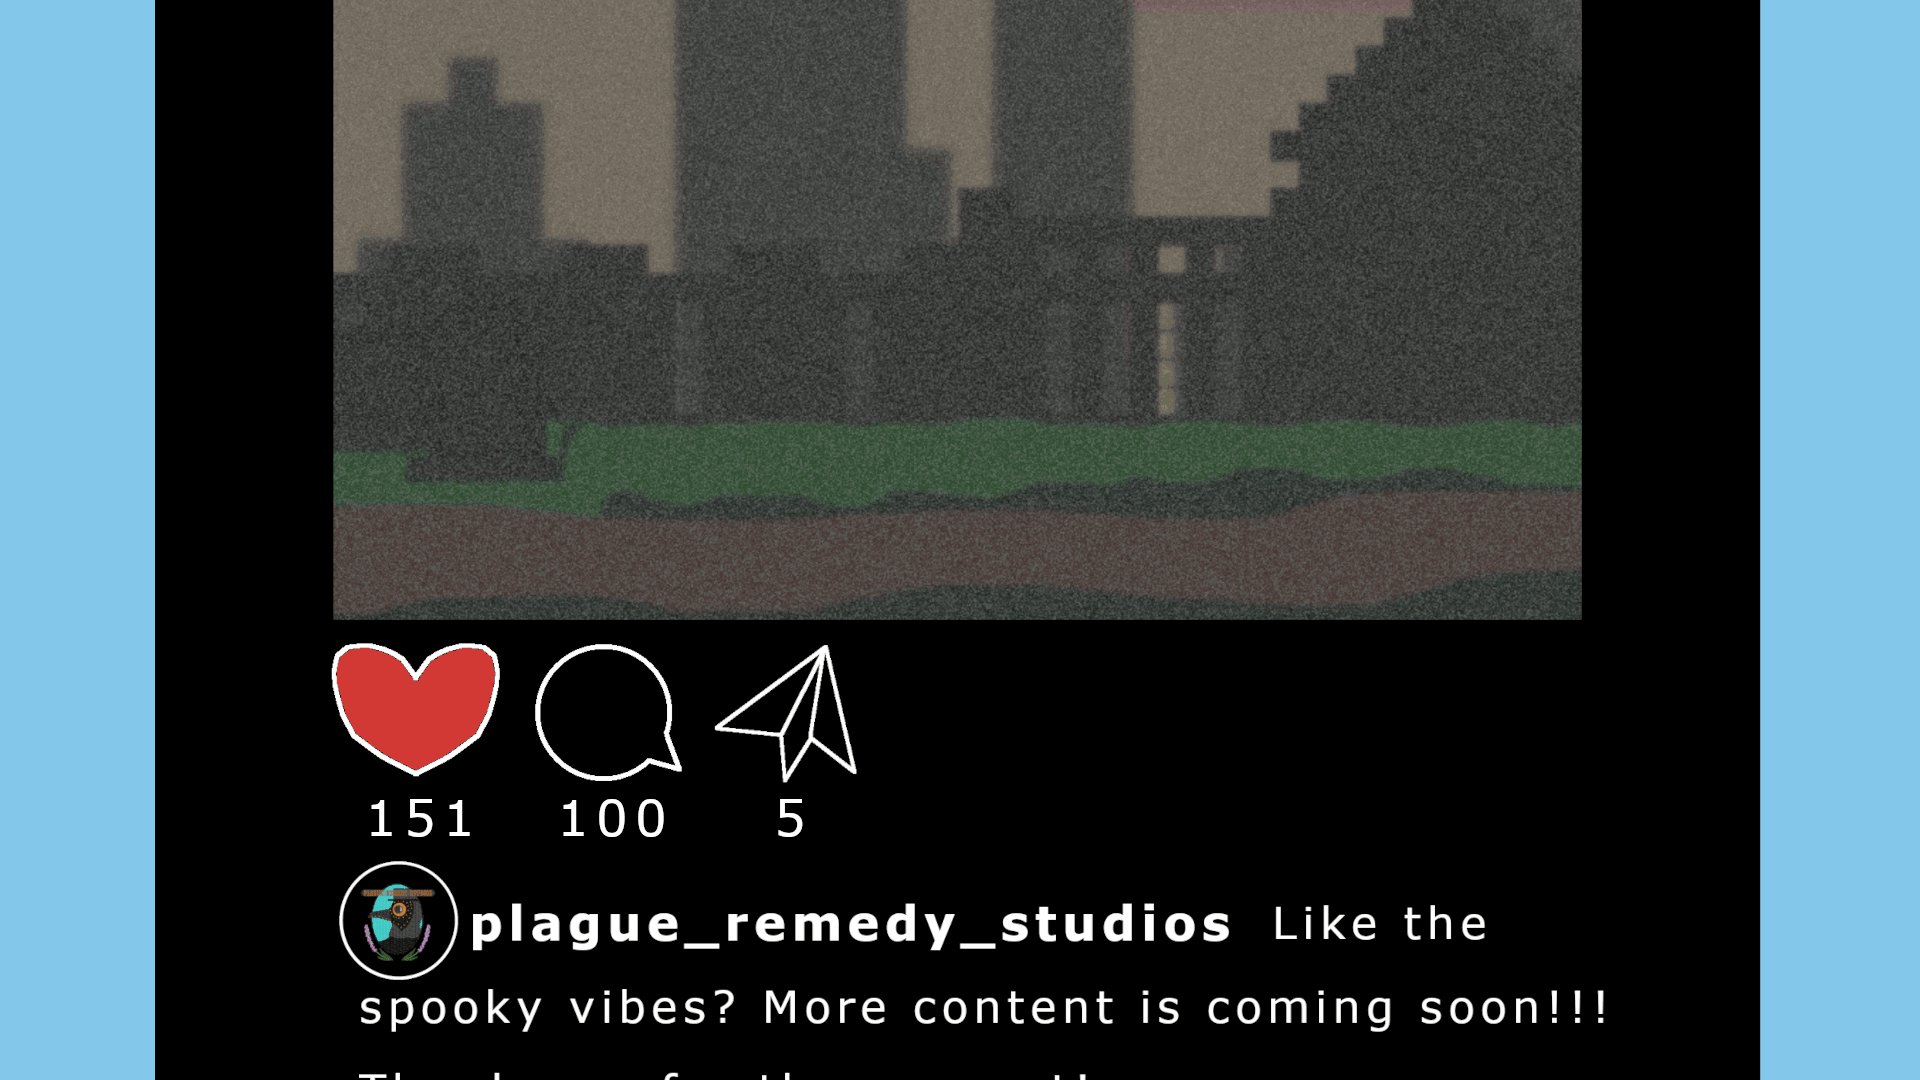 151 100 5
plague_remedy_studios Like the
spooky vibes? More content is coming soon!!!